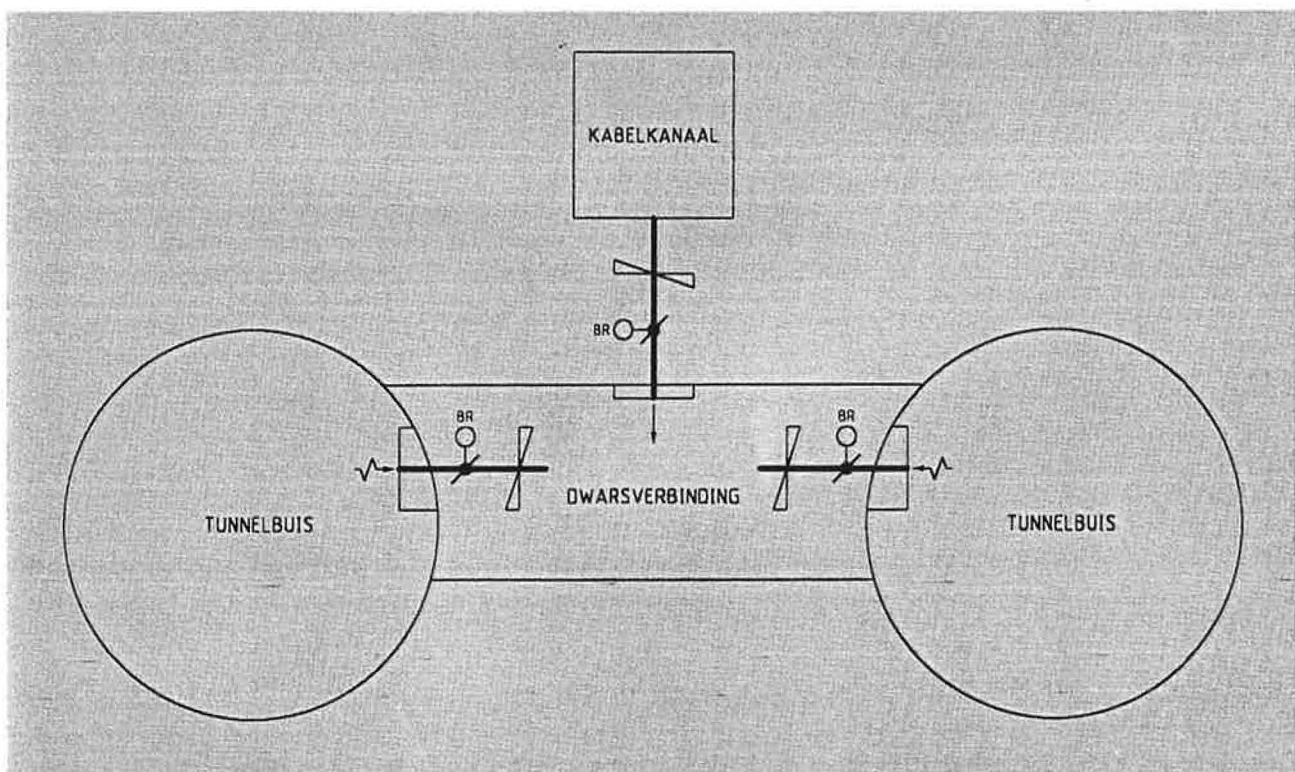 KABELKANAAL
BR
BR
BR
DWARSVERBINDING
TUNNELBUIS
TUNNELBUIS